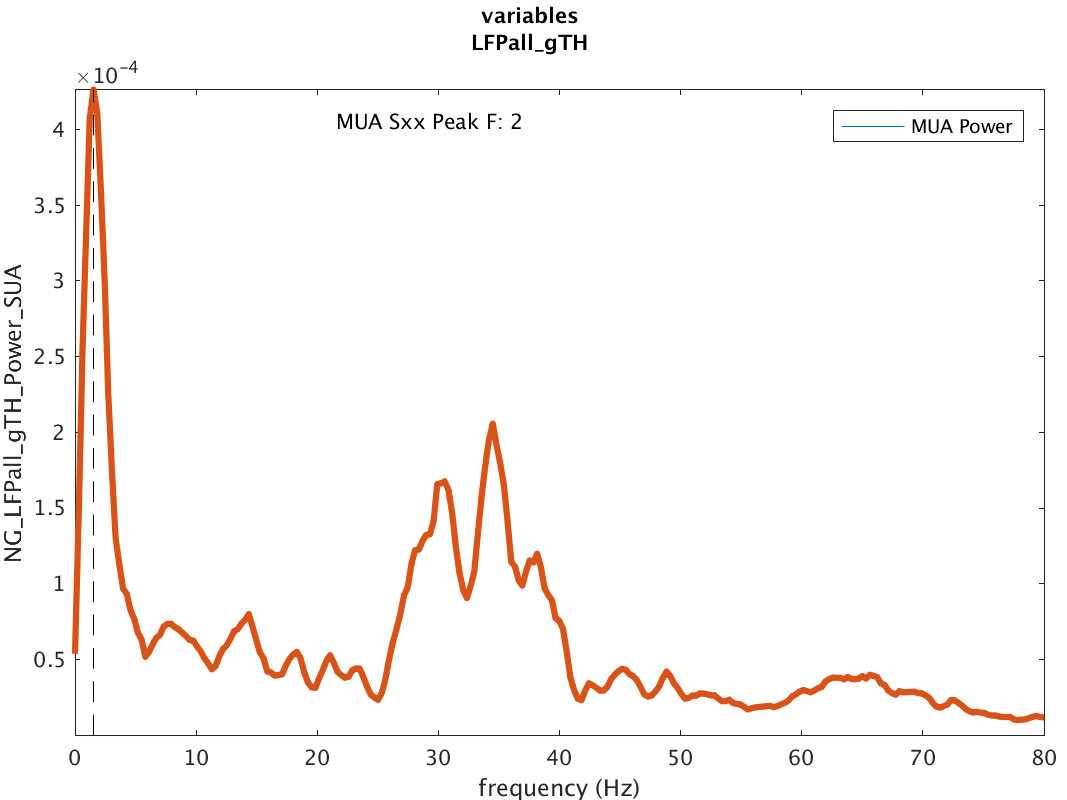 variables
LFPall_gTH
×10⁻⁴
MUA Sxx Peak F: 2
MUA Power
4
3.5
3
2.5
2
1.5
1
0.5
NG_LFPall_gTH_Power_SUA
0 10 20 30 40 50 60 70 80
frequency (Hz)